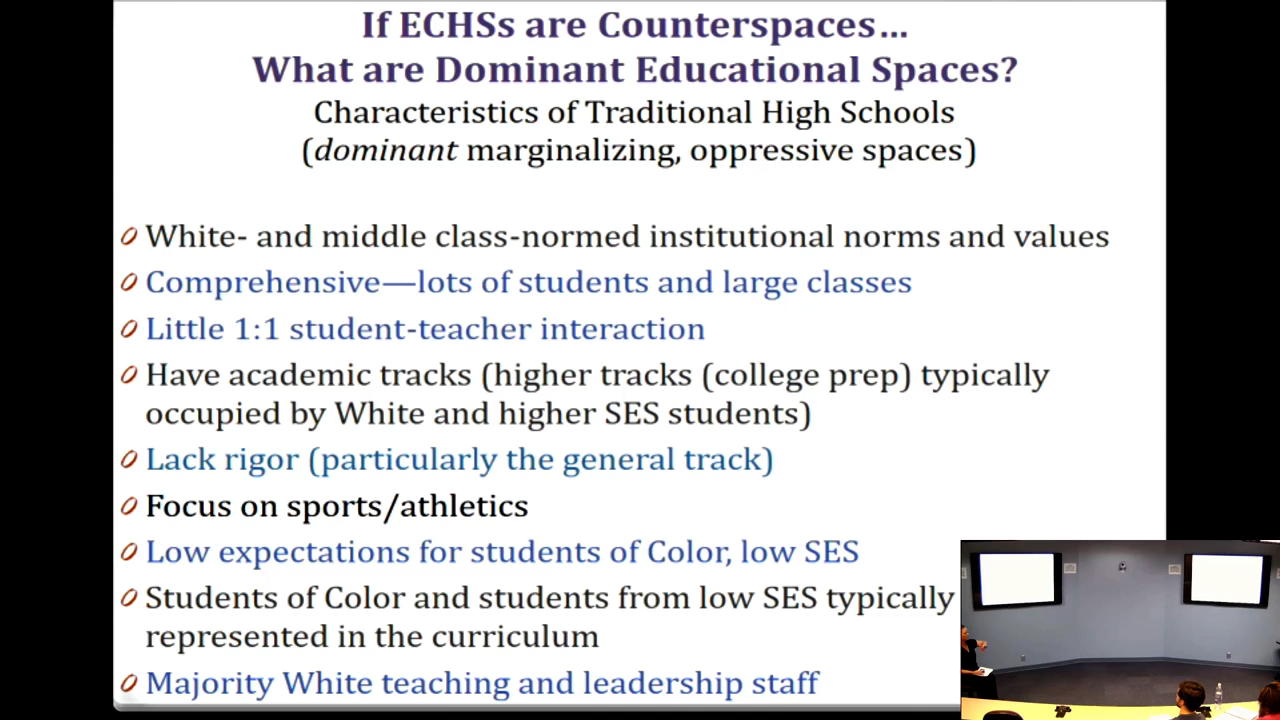 If ECHSs are Counterspaces…
What are Dominant Educational Spaces?
Characteristics of Traditional High Schools
(dominant marginalizing, oppressive spaces)
White- and middle class-normed institutional norms and values
Comprehensive—lots of students and large classes
Little 1:1 student-teacher interaction
Have academic tracks (higher tracks (college prep) typically
occupied by White and higher SES students)
Lack rigor (particularly the general track)
Focus on sports/athletics
Low expectations for students of Color, low SES
Students of Color and students from low SES typically
represented in the curriculum
Majority White teaching and leadership staff